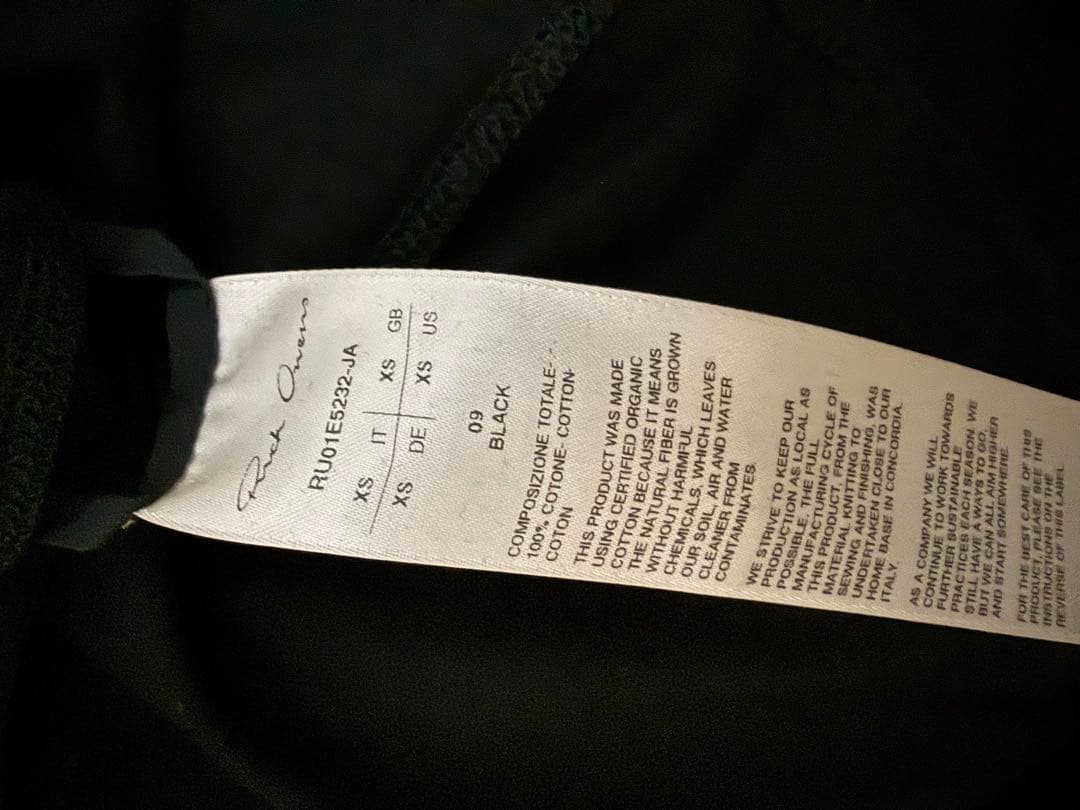 Rick Owens
RU01E5232-JA
XS IT XS GB
XS DE XS US
09
BLACK
COMPOSIZIONE TOTALE--
100% COTONE- COTTON-
COTON
THIS PRODUCT WAS MADE
USING CERTIFIED ORGANIC
COTTON BECAUSE IT MEANS
THE NATURAL FIBER IS GROWN
WITHOUT HARMFUL
CHEMICALS, WHICH LEAVES
OUR SOIL, AIR AND WATER
CLEANER FROM
CONTAMINATES.
WE STRIVE TO KEEP OUR
PRODUCTION AS LOCAL AS
POSSIBLE, THE FULL
MANUFACTURING CYCLE OF
THIS PRODUCT, FROM THE
MATERIAL KNITTING TO
SEWING AND FINISHING, WAS
UNDERTAKEN CLOSE TO OUR
HOME BASE IN CONCORDIA,
ITALY.
AS A COMPANY WE WILL
CONTINUE TO WORK TOWARDS
FURTHER SUSTAINABLE
PRACTICES EACH SEASON. WE
STILL HAVE A WAYS TO GO,
BUT WE CAN ALL AIM HIGHER
AND START SOMEWHERE.
FOR THE BEST CARE OF THIS
PRODUCT, PLEASE SEE THE
INSTRUCTIONS ON THE
REVERSE OF THIS LABEL.